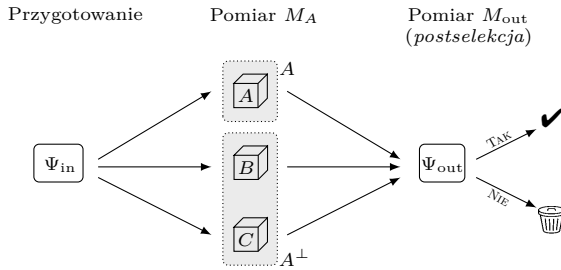 Przygotowanie
Pomiar M_A
Pomiar M_out
(postselekcja)
A
A
Ψ_in
B
Ψ_out
TAK
NIE
C
A^⊥